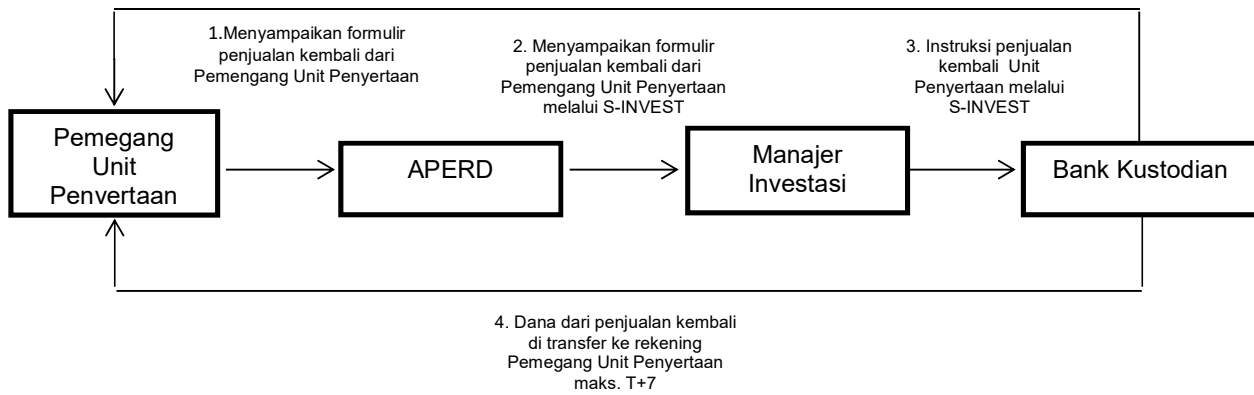 1.Menyampaikan formulir
penjualan kembali dari
Pemengang Unit Penyertaan
2. Menyampaikan formulir
penjualan kembali dari
Pemengang Unit Penyertaan
melalui S-INVEST
3. Instruksi penjualan
kembali Unit
Penyertaan melalui
S-INVEST
Pemegang
Unit
Penvertaan
APERD
Manajer
Investasi
Bank Kustodian
4. Dana dari penjualan kembali
di transfer ke rekening
Pemegang Unit Penyertaan
maks. T+7